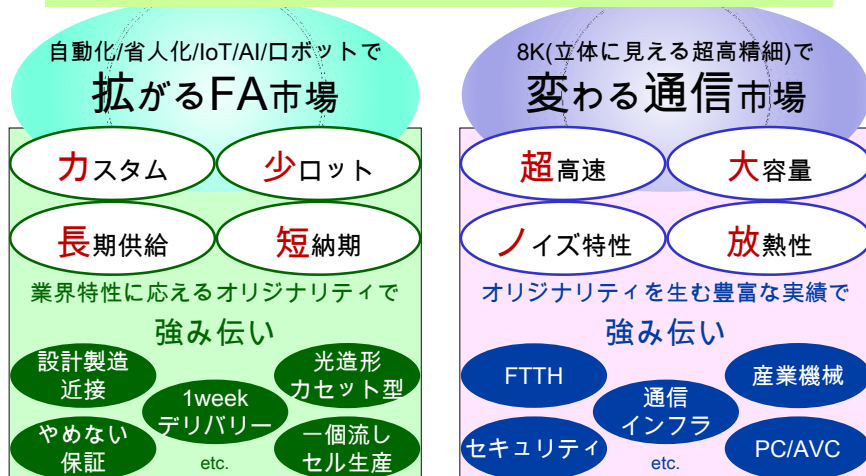 自動化/省人化/IoT/AI/ロボットで
拡がるFA市場
カスタム
少ロット
長期供給
短納期
業界特性に応えるオリジナリティで
強み伝い
設計製造
近接
光造形
カセット型
1week
デリバリー
やめない
保証
一個流し
セル生産
etc.
8K(立体に見える超高精細)で
変わる通信市場
超高速
大容量
ノイズ特性
放熱性
オリジナリティを生む豊富な実績で
強み伝い
FTTH
産業機械
通信
インフラ
セキュリティ
PC/AVC
etc.